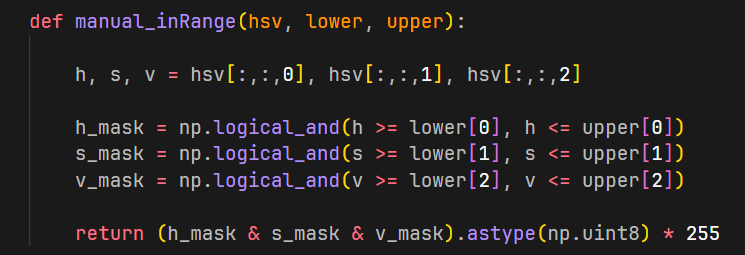 def manual_inRange(hsv, lower, upper):
h, s, v = hsv[:,:,0], hsv[:,:,1], hsv[:,:,2]
h_mask = np.logical_and(h >= lower[0], h <= upper[0])
s_mask = np.logical_and(s >= lower[1], s <= upper[1])
v_mask = np.logical_and(v >= lower[2], v <= upper[2])
return (h_mask & s_mask & v_mask).astype(np.uint8) * 255